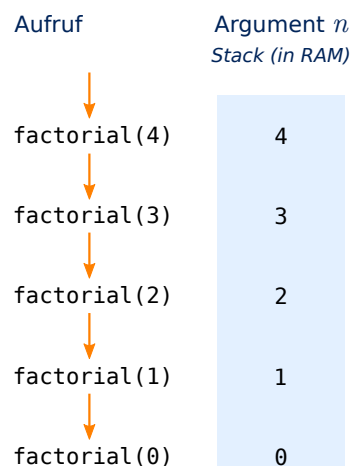 Aufruf Argument n
Stack (in RAM)
factorial(4) 4
factorial(3) 3
factorial(2) 2
factorial(1) 1
factorial(0) 0